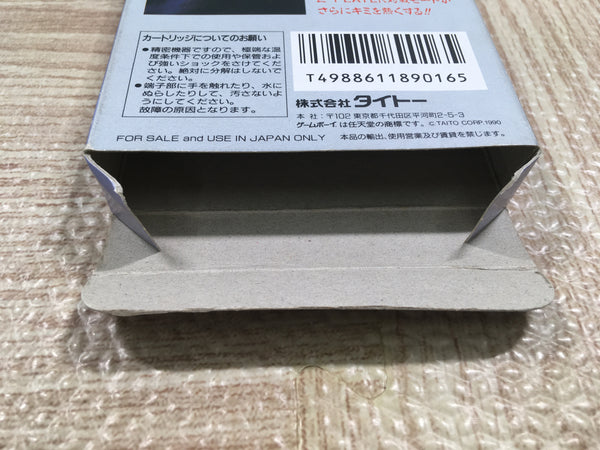 さらにキミを熱くする!!
カートリッジについてのお願い
●精密機器ですので、極端な温
度条件下での使用や保管およ
び強いショックをさけてくだ
さい。絶対に分解はしないで
ください。
●端子部に手を触れたり、水に
ぬらしたりして、汚さないよ
うにしてください。
故障の原因となります。
T4988611890165
株式会社 タイトー
本社:〒102 東京都千代田区平河町2-5-3
ゲームボーイ は任天堂の商標です。 ©TAITO CORP. 1990
FOR SALE and USE IN JAPAN ONLY 本品の輸出、使用営業及び賃貸を禁じます。